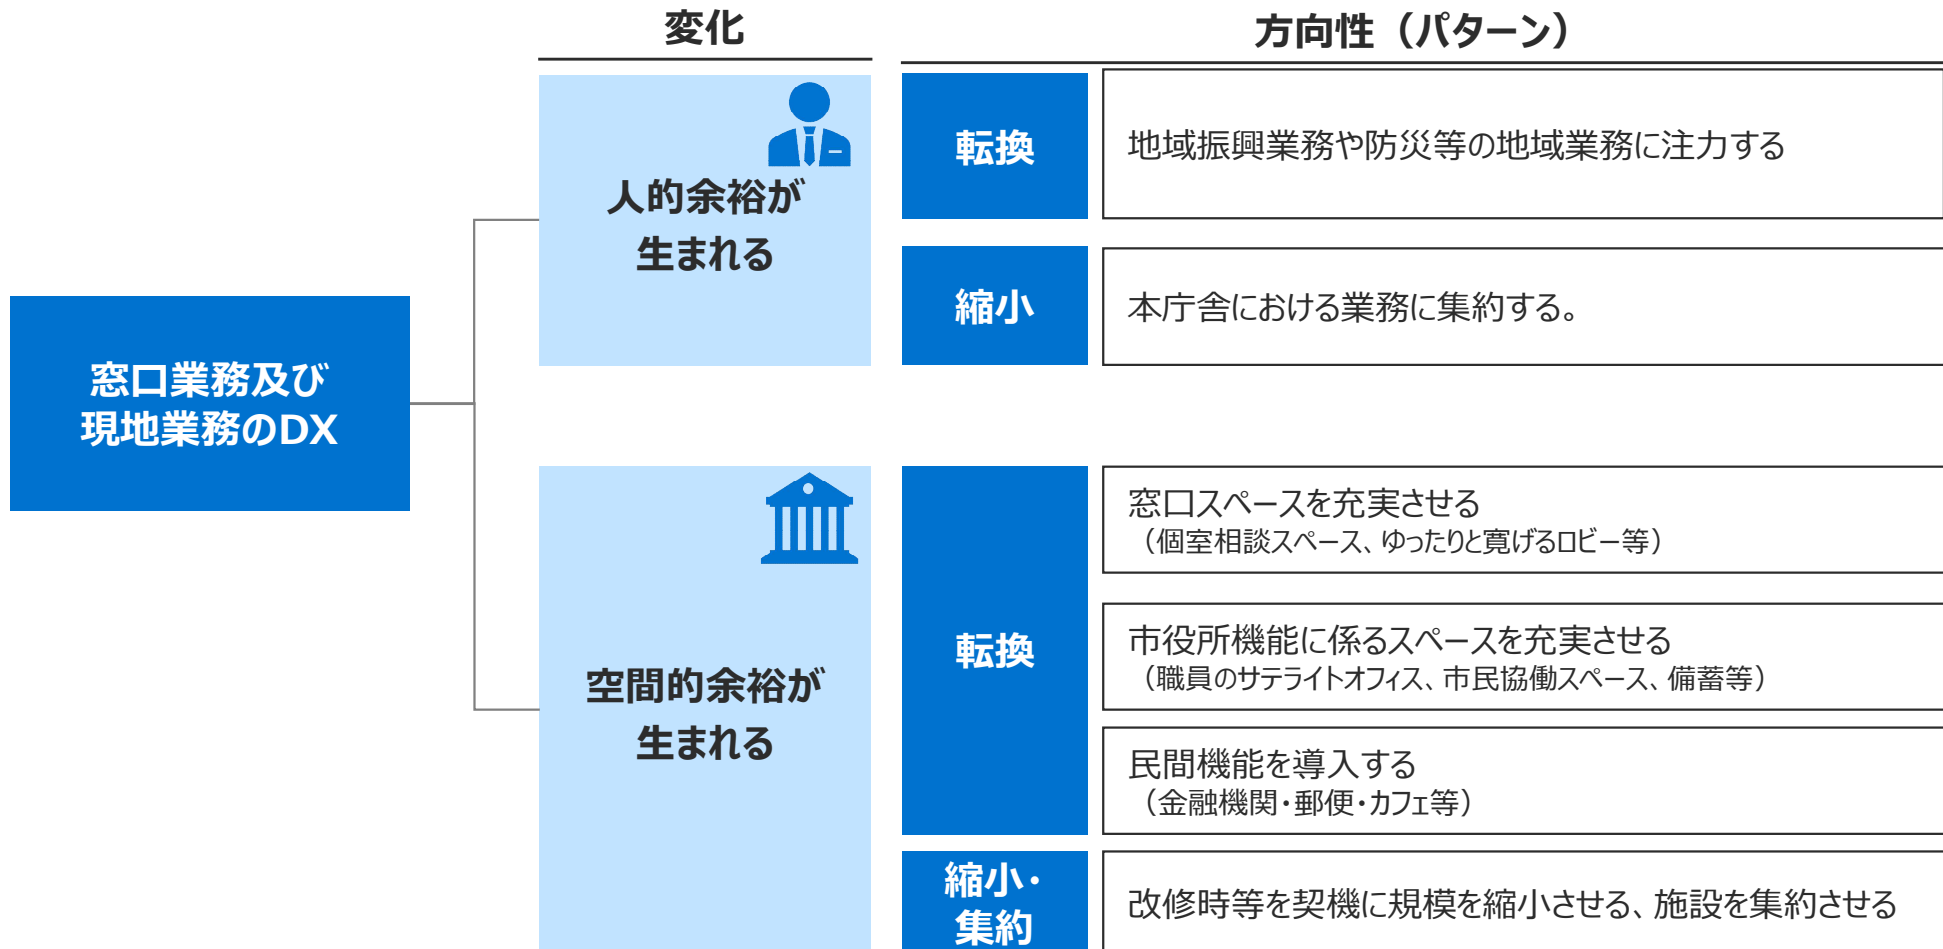 変化
方向性（パターン）
窓口業務及び
現地業務のDX
人的余裕が
生まれる
転換
地域振興業務や防災等の地域業務に注力する
縮小
本庁舎における業務に集約する。
空間的余裕が
生まれる
転換
窓口スペースを充実させる
（個室相談スペース、ゆったりと寛げるロビー等）
市役所機能に係るスペースを充実させる
（職員のサテライトオフィス、市民協働スペース、備蓄等）
民間機能を導入する
（金融機関・郵便・カフェ等）
縮小・
集約
改修時等を契機に規模を縮小させる、施設を集約させる